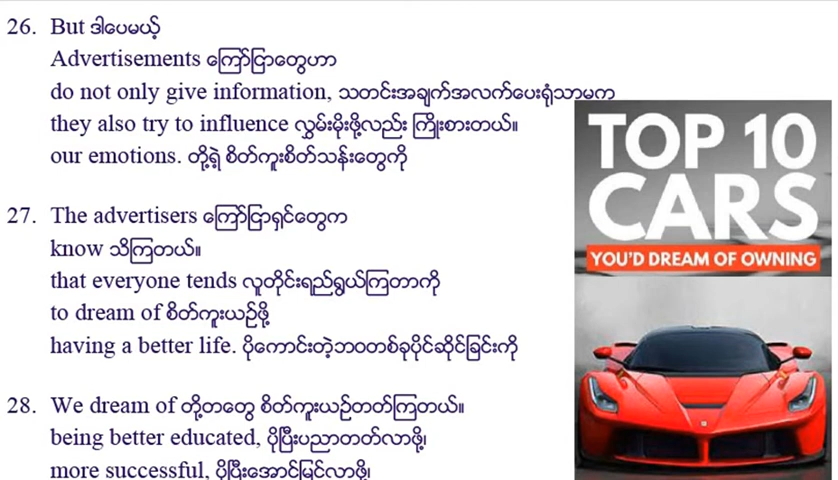 26. But ဒါပေမယ့်
Advertisements ကြော်ငြာတွေဟာ
do not only give information, သတင်းအချက်အလက်ပေးရုံသာမက
they also try to influence လွှမ်းမိုးဖို့လည်း ကြိုးစားတယ်။
our emotions. တို့ရဲ့ စိတ်ကူးစိတ်သန်းတွေကို
27. The advertisers ကြော်ငြာရှင်တွေက
know သိကြတယ်။
that everyone tends လူတိုင်းရည်ရွယ်ကြတာကို
to dream of စိတ်ကူးယဉ်ဖို့
having a better life. ပိုကောင်းတဲ့ဘဝတစ်ခုပိုင်ဆိုင်ခြင်းကို
28. We dream of တို့တတွေ စိတ်ကူးယဉ်တတ်ကြတယ်။
being better educated, ပိုပြီးပညာတတ်လာဖို့၊
more successful, ပိုပြီးအောင်မြင်လာဖို့၊
TOP 10
CARS
YOU'D DREAM OF OWNING